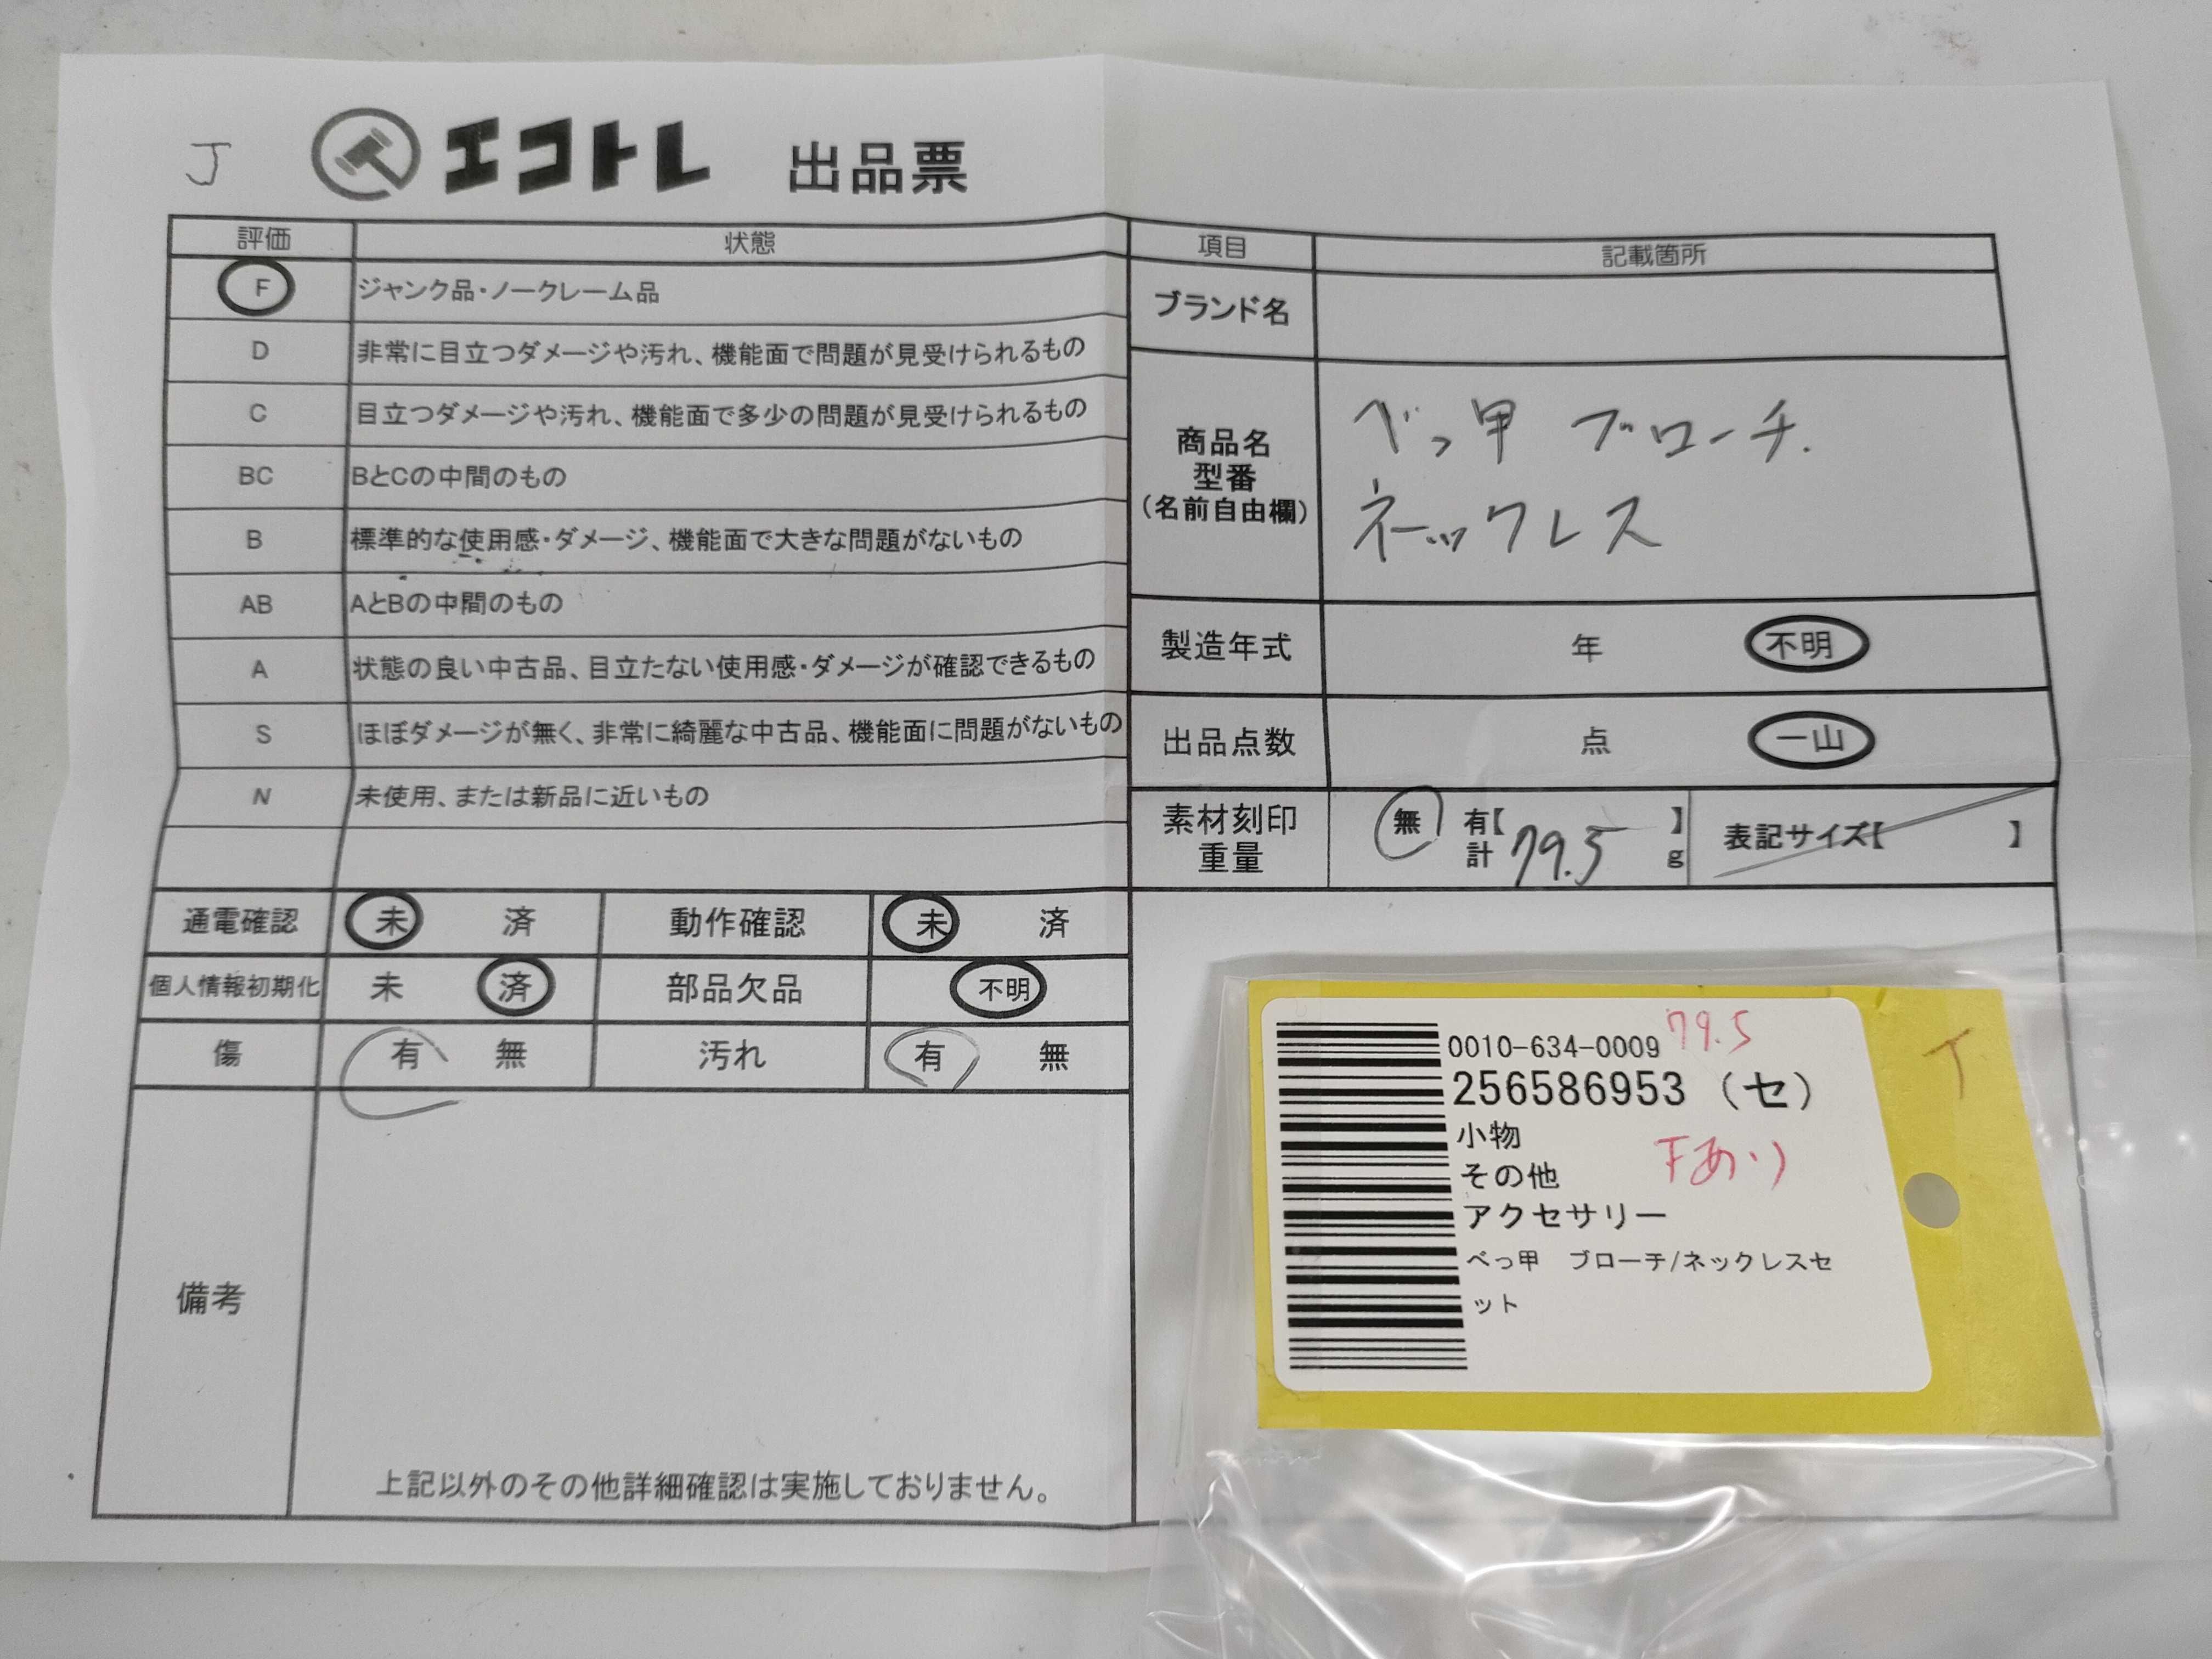 J エコトレ 出品票
評価 状態
F ジャンク品・ノークレーム品
D 非常に目立つダメージや汚れ、機能面で問題が見受けられるもの
C 目立つダメージや汚れ、機能面で多少の問題が見受けられるもの
BC BとCの中間のもの
B 標準的な使用感・ダメージ、機能面で大きな問題がないもの
AB AとBの中間のもの
A 状態の良い中古品、目立たない使用感・ダメージが確認できるもの
S ほぼダメージが無く、非常に綺麗な中古品、機能面に問題がないもの
N 未使用、または新品に近いもの
項目 記載箇所
ブランド名
商品名
型番
(名前自由欄)
べっ甲 ブローチ.
ネックレス
製造年式 年 不明
出品点数 点 一山
素材刻印 無 有【 】
重量 計 79.5 g
表記サイズ【 】
通電確認 未 済 動作確認 未 済
個人情報初期化 未 済 部品欠品 不明
傷 有 無 汚れ 有 無
備考
上記以外のその他詳細確認は実施しておりません。
0010-634-0009 79.5
256586953 (セ)
小物
その他
アクセサリー
べっ甲 ブローチ/ネックレスセ
ット